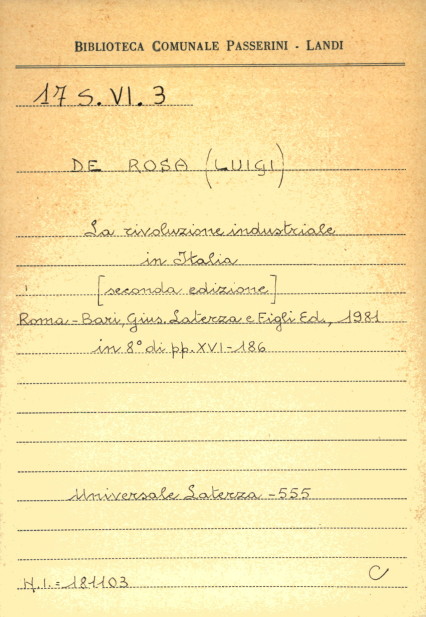 BIBLIOTECA COMUNALE PASSERINI - LANDI
17 S. VI. 3
DE ROSA (LUIGI)
La rivoluzione industriale
in Italia
[seconda edizione]
Roma - Bari, Gius. Laterza e Figli Ed., 1981
in 8° di pp. XVI - 186
Universale Laterza - 555
N.I. = 181103
C